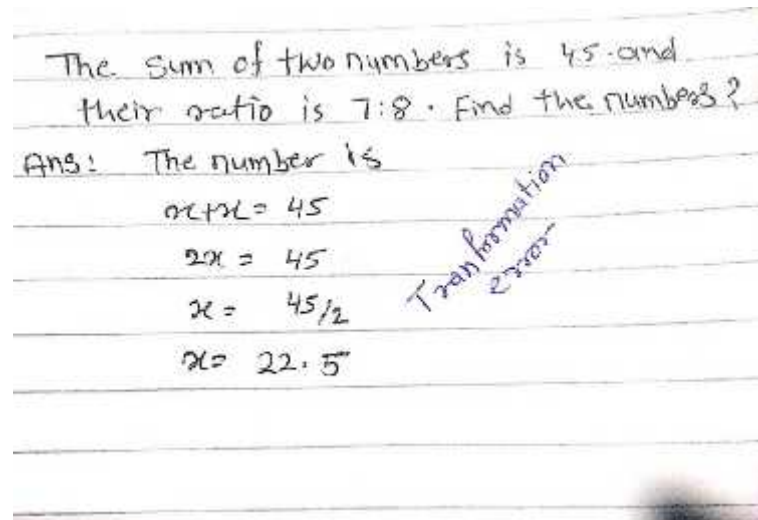 The sum of two numbers is 45 and
their ratio is 7:8. Find the numbers?
Ans: The number is
x+x = 45
2x = 45
x = 45/2
x = 22.5
Tranformation
error